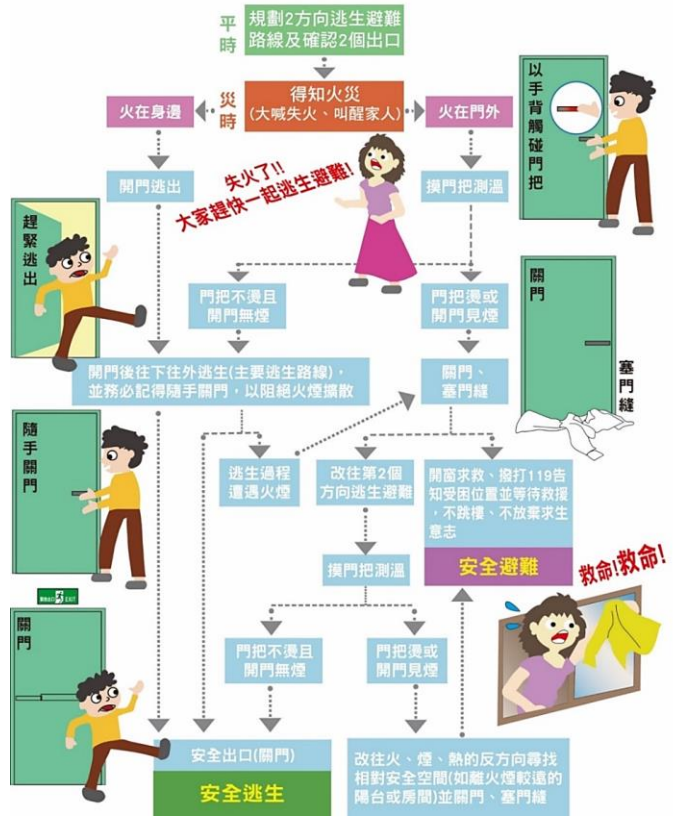 平時
規劃2方向逃生避難
路線及確認2個出口
災時
得知火災
(大喊失火、叫醒家人)
火在身邊
火在門外
以手背觸碰門把
開門逃出
失火了!!
大家趕快一起逃生避難!
摸門把測溫
趕緊逃出
門把不燙且
開門無煙
門把燙或
開門見煙
關門
塞門縫
開門後往下往外逃生(主要逃生路線),
並務必記得隨手關門,以阻絕火煙擴散
關門、
塞門縫
隨手關門
逃生過程
遭遇火煙
改往第2個
方向逃生避難
開窗求救、撥打119告
知受困位置並等待救援
,不跳樓、不放棄求生
意志
安全避難
摸門把測溫
救命!救命!
EXIT
關門
門把不燙且
開門無煙
門把燙或
開門見煙
安全出口(關門)
安全逃生
改往火、煙、熱的反方向尋找
相對安全空間(如離火煙較遠的
陽台或房間)並關門、塞門縫